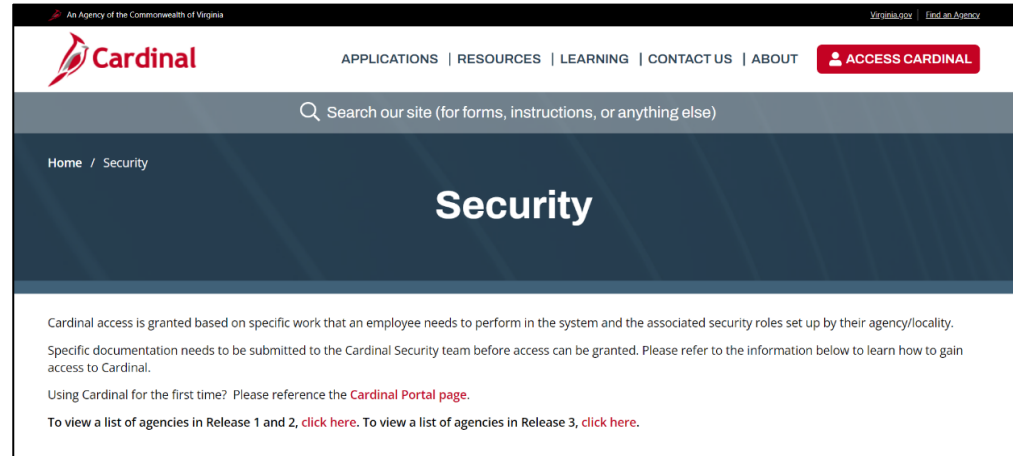 An Agency of the Commonwealth of Virginia
Virginia.gov | Find an Agency
Cardinal
APPLICATIONS | RESOURCES | LEARNING | CONTACT US | ABOUT
ACCESS CARDINAL
Search our site (for forms, instructions, or anything else)
Home / Security
Security
Cardinal access is granted based on specific work that an employee needs to perform in the system and the associated security roles set up by their agency/locality.
Specific documentation needs to be submitted to the Cardinal Security team before access can be granted. Please refer to the information below to learn how to gain
access to Cardinal.
Using Cardinal for the first time? Please reference the Cardinal Portal page.
To view a list of agencies in Release 1 and 2, click here. To view a list of agencies in Release 3, click here.